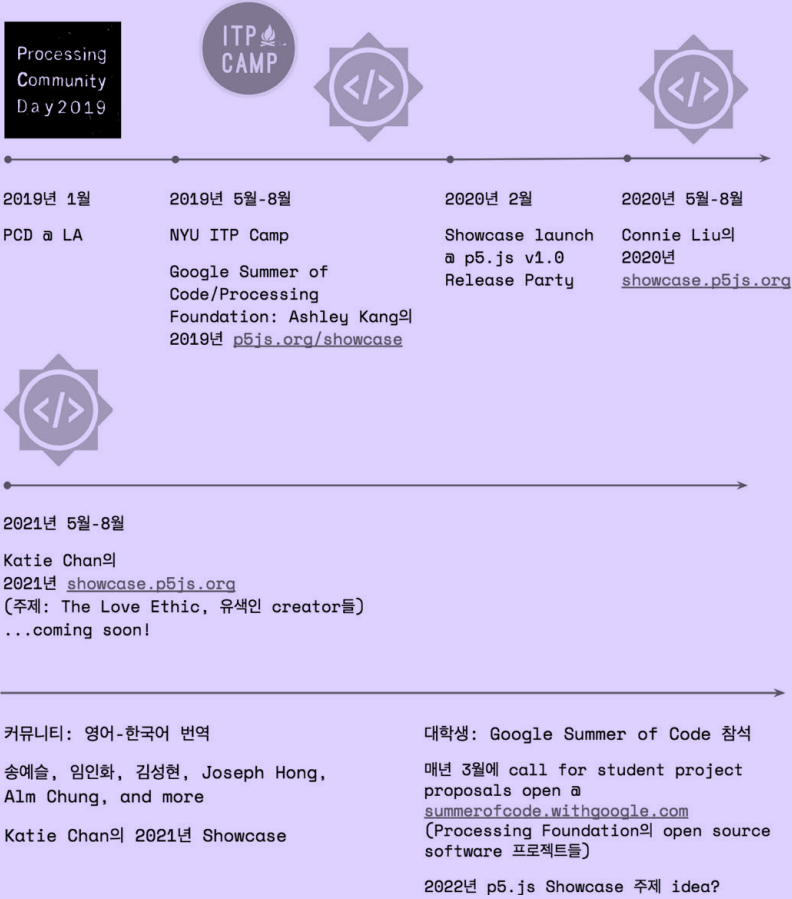 Processing
Community
Day2019
ITP
CAMP
</>
</>
2019년 1월
PCD @ LA
2019년 5월-8월
NYU ITP Camp
Google Summer of
Code/Processing
Foundation: Ashley Kang의
2019년 p5js.org/showcase
2020년 2월
Showcase launch
@ p5.js v1.0
Release Party
2020년 5월-8월
Connie Liu의
2020년
showcase.p5js.org
</>
2021년 5월-8월
Katie Chan의
2021년 showcase.p5js.org
(주제: The Love Ethic, 유색인 creator들)
...coming soon!
커뮤니티: 영어-한국어 번역
송예슬, 임인화, 김성현, Joseph Hong,
Alm Chung, and more
Katie Chan의 2021년 Showcase
대학생: Google Summer of Code 참석
매년 3월에 call for student project
proposals open @
summerofcode.withgoogle.com
(Processing Foundation의 open source
software 프로젝트들)
2022년 p5.js Showcase 주제 idea?